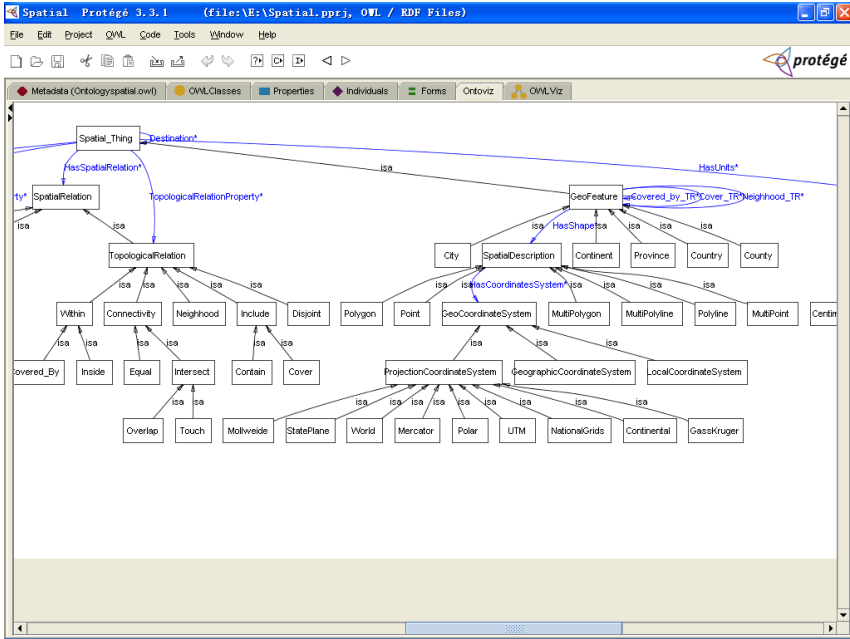 Spatial Protégé 3.3.1 (file:\E:\Spatial.pprj, OWL / RDF Files)
File Edit Project OWL Code Tools Window Help
protégé
Metadata (Ontologyspatial.owl) OWLClasses Properties Individuals Forms Ontoviz OWLViz
Spatial_Thing Destination*
isa HasUnits*
HasSpatialRelation*
rty* SpatialRelation TopologicalRelationProperty* GeoFeature Covered_by_TR* Cover_TR* Neighhood_TR*
isa isa isa HasShape* isa isa isa isa
TopologicalRelation City SpatialDescription Continent Province Country County
isa isa isa isa isa isa isa HasCoordinatesSystem* isa isa isa isa
Within Connectivity Neighhood Include Disjoint Polygon Point GeoCoordinateSystem MultiPolygon MultiPolyline Polyline MultiPoint Centim
isa isa isa isa isa isa isa isa isa
overed_By Inside Equal Intersect Contain Cover ProjectionCoordinateSystem GeographicCoordinateSystem LocalCoordinateSystem
isa isa isa isa isa isa isa isa isa isa isa
Overlap Touch Mollweide StatePlane World Mercator Polar UTM NationalGrids Continental GassKruger